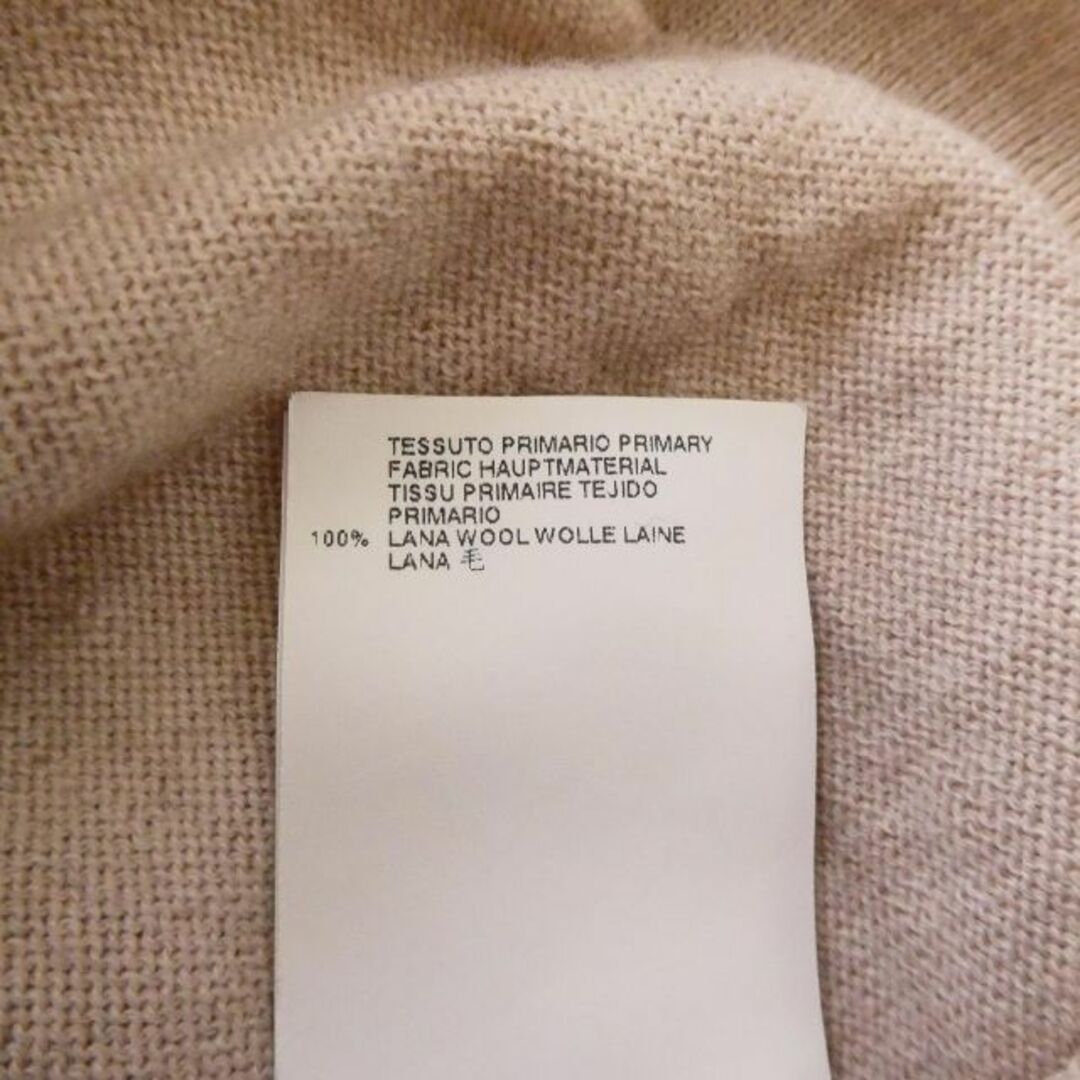 TESSUTO PRIMARIO PRIMARY
FABRIC HAUPTMATERIAL
TISSU PRIMAIRE TEJIDO
PRIMARIO
100% LANA WOOL WOLLE LAINE
LANA 毛